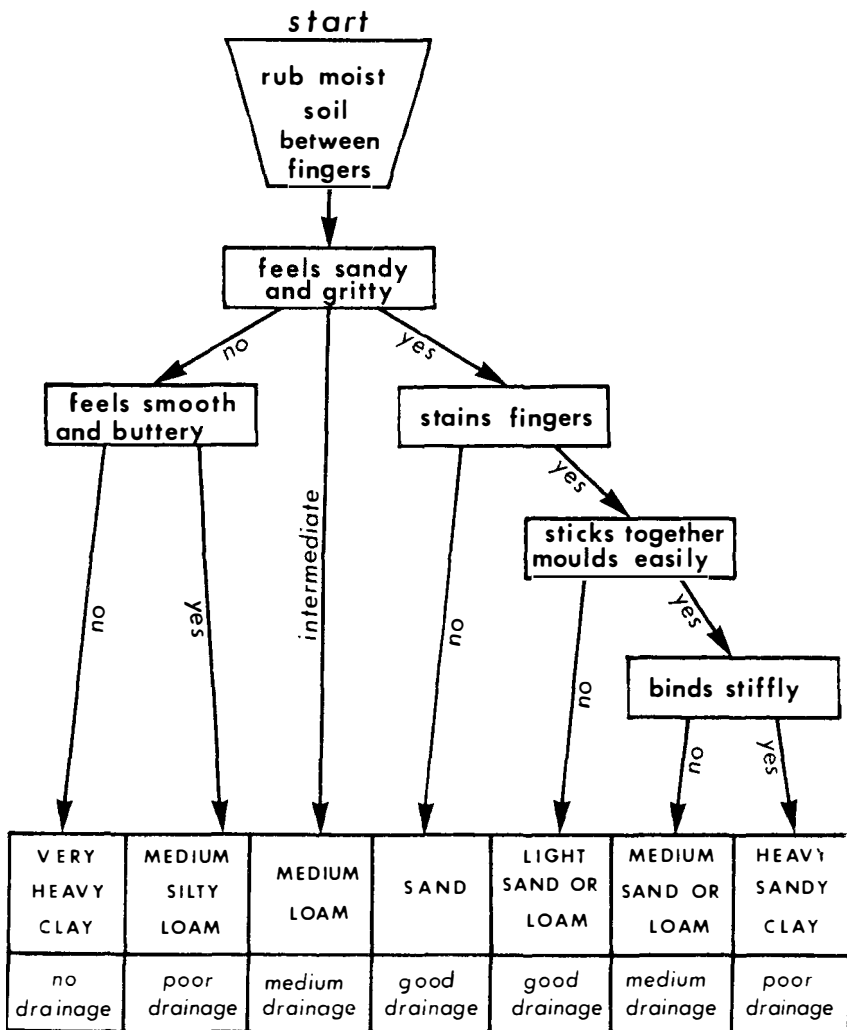 start
rub moist
soil
between
fingers
feels sandy
and gritty
no
intermediate
yes
feels smooth
and buttery
stains fingers
no
yes
no
yes
sticks together
moulds easily
no
yes
binds stiffly
no
yes
VERY
HEAVY
CLAY
MEDIUM
SILTY
LOAM
MEDIUM
LOAM
SAND
LIGHT
SAND OR
LOAM
MEDIUM
SAND OR
LOAM
HEAVY
SANDY
CLAY
no
drainage
poor
drainage
medium
drainage
good
drainage
good
drainage
medium
drainage
poor
drainage